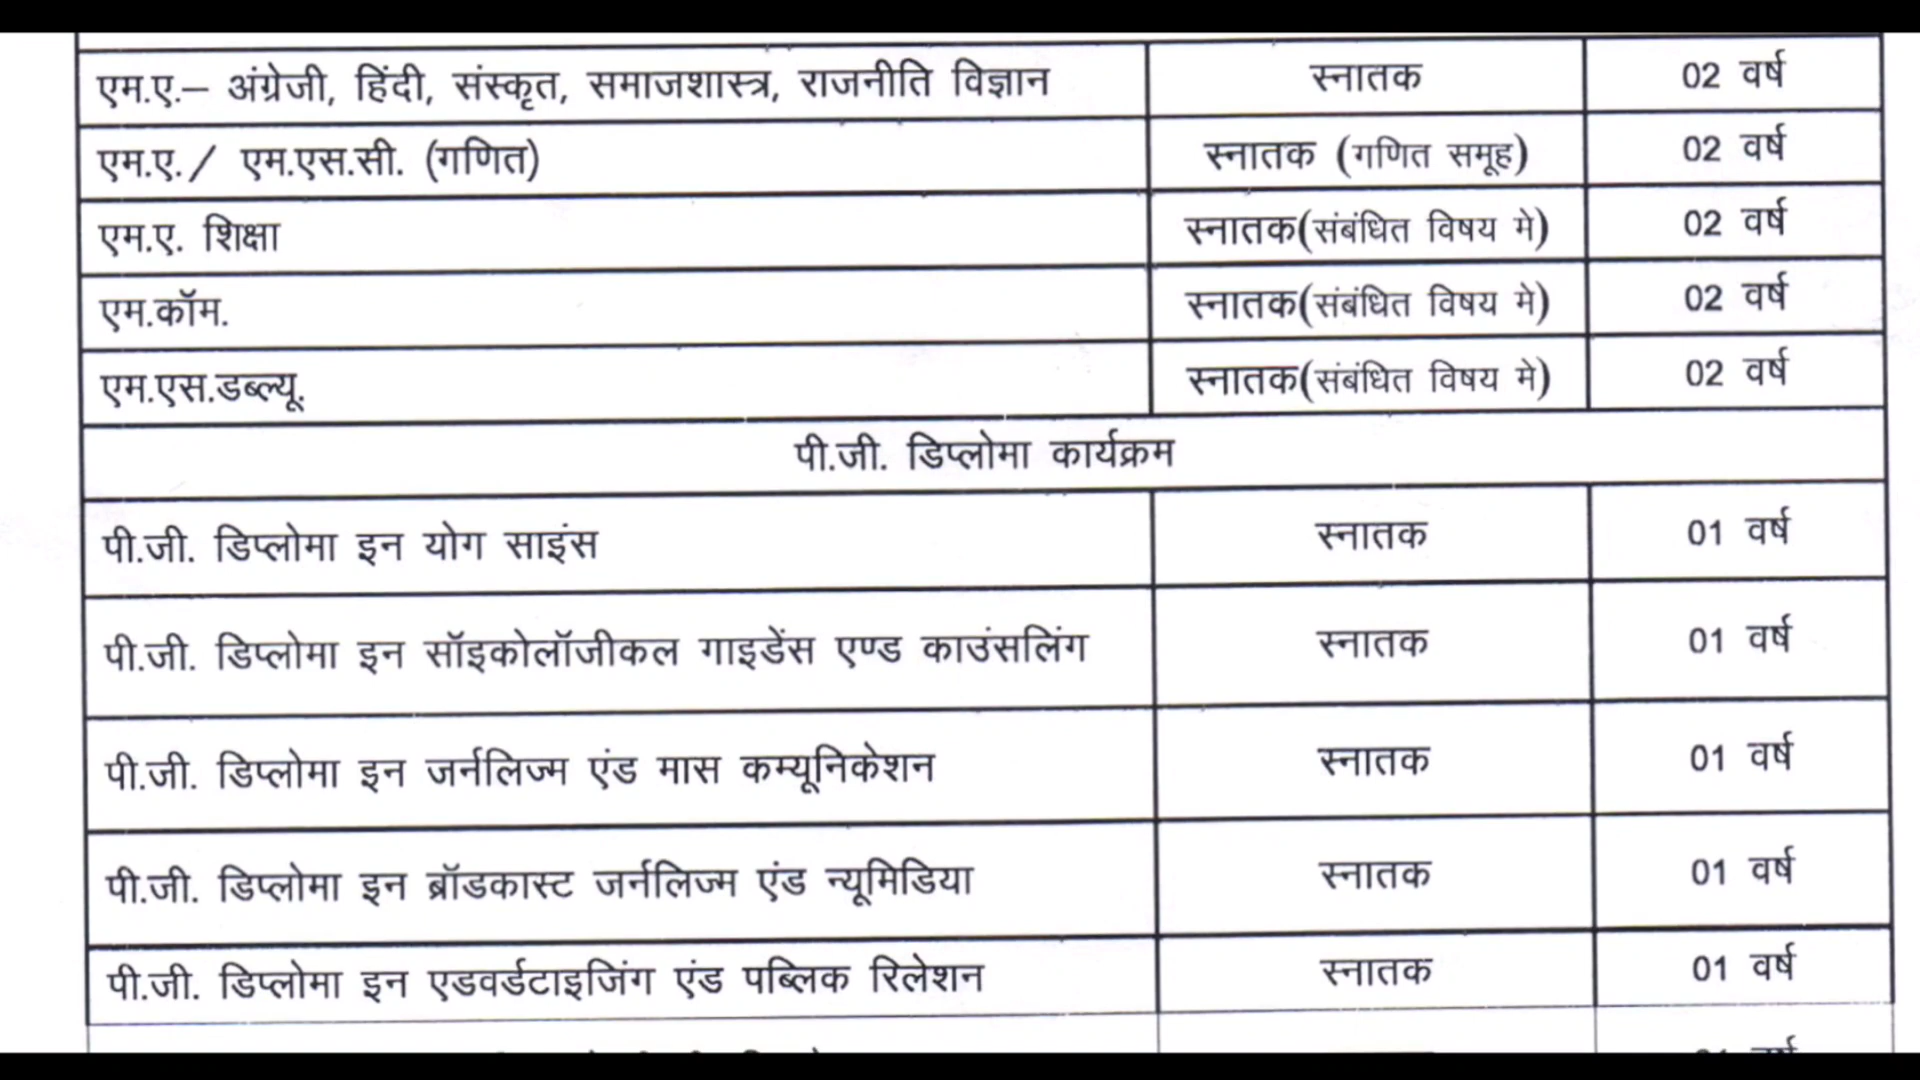 एम.ए.– अंग्रेजी, हिंदी, संस्कृत, समाजशास्त्र, राजनीति विज्ञान स्नातक 02 वर्ष
एम.ए./ एम.एस.सी. (गणित) स्नातक (गणित समूह) 02 वर्ष
एम.ए. शिक्षा स्नातक(संबंधित विषय मे) 02 वर्ष
एम.कॉम. स्नातक(संबंधित विषय मे) 02 वर्ष
एम.एस.डब्ल्यू. स्नातक(संबंधित विषय मे) 02 वर्ष
पी.जी. डिप्लोमा कार्यक्रम
पी.जी. डिप्लोमा इन योग साइंस स्नातक 01 वर्ष
पी.जी. डिप्लोमा इन सॉइकोलॉजीकल गाइडेंस एण्ड काउंसलिंग स्नातक 01 वर्ष
पी.जी. डिप्लोमा इन जर्नलिज्म एंड मास कम्यूनिकेशन स्नातक 01 वर्ष
पी.जी. डिप्लोमा इन ब्रॉडकास्ट जर्नलिज्म एंड न्यूमिडिया स्नातक 01 वर्ष
पी.जी. डिप्लोमा इन एडवर्डटाइजिंग एंड पब्लिक रिलेशन स्नातक 01 वर्ष